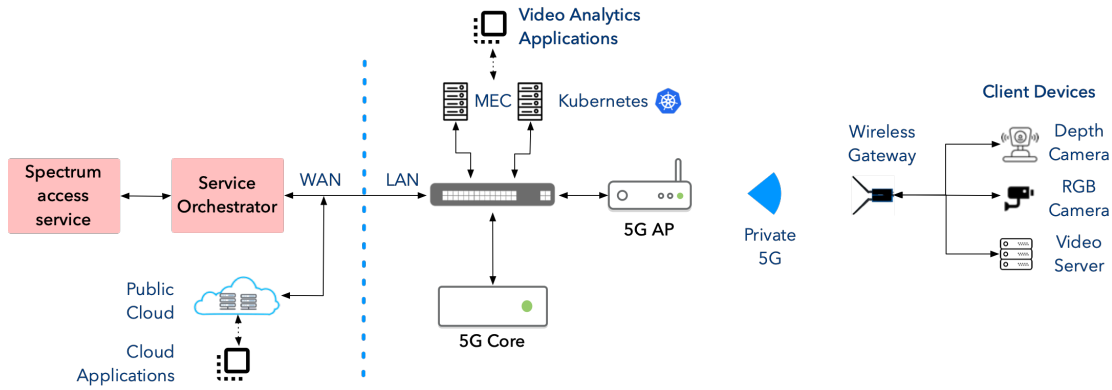 Video Analytics
Applications
MEC
Kubernetes
Client Devices
Wireless
Gateway
Depth
Camera
RGB
Camera
Video
Server
Spectrum
access
service
Service
Orchestrator
WAN
LAN
5G AP
Private
5G
Public
Cloud
5G Core
Cloud
Applications